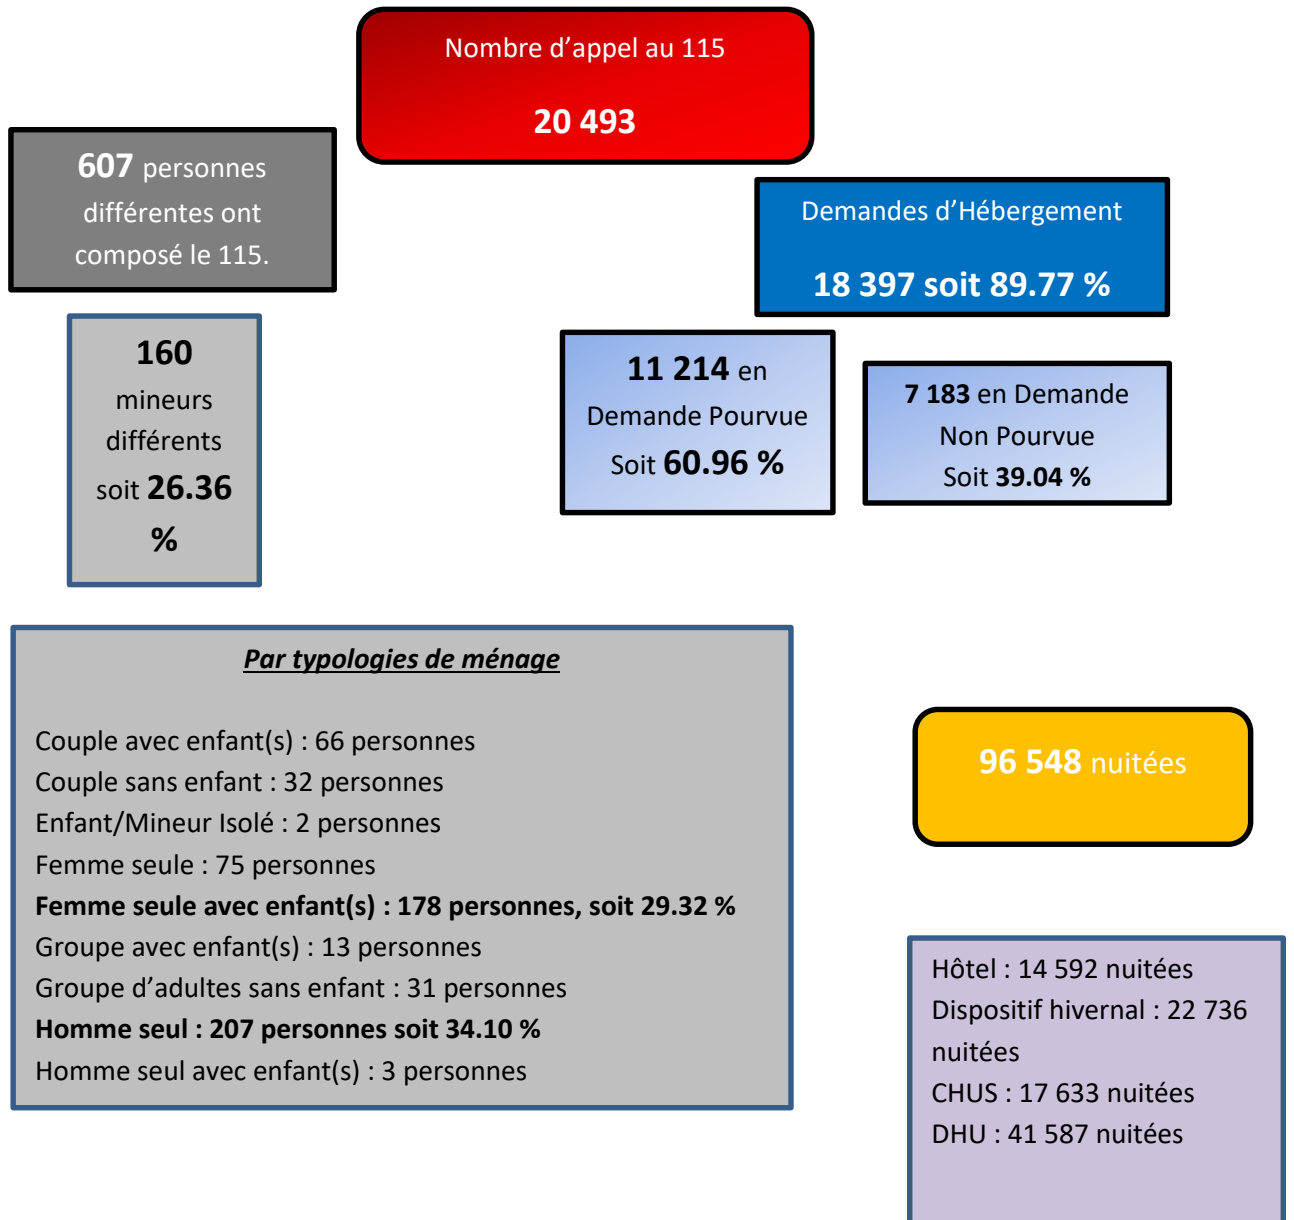 Nombre d'appel au 115
20 493
607 personnes
différentes ont
composé le 115.
Demandes d'Hébergement
18 397 soit 89.77 %
160
mineurs
différents
soit 26.36
%
11 214 en
Demande Pourvue
Soit 60.96 %
7 183 en Demande
Non Pourvue
Soit 39.04 %
Par typologies de ménage
Couple avec enfant(s) : 66 personnes
Couple sans enfant : 32 personnes
Enfant/Mineur Isolé : 2 personnes
Femme seule : 75 personnes
Femme seule avec enfant(s) : 178 personnes, soit 29.32 %
Groupe avec enfant(s) : 13 personnes
Groupe d'adultes sans enfant : 31 personnes
Homme seul : 207 personnes soit 34.10 %
Homme seul avec enfant(s) : 3 personnes
96 548 nuitées
Hôtel : 14 592 nuitées
Dispositif hivernal : 22 736
nuitées
CHUS : 17 633 nuitées
DHU : 41 587 nuitées